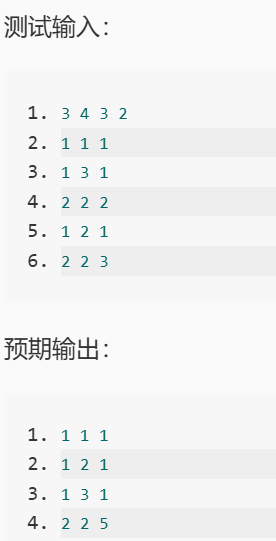 测试输入：
1. 3 4 3 2
2. 1 1 1
3. 1 3 1
4. 2 2 2
5. 1 2 1
6. 2 2 3
预期输出：
1. 1 1 1
2. 1 2 1
3. 1 3 1
4. 2 2 5